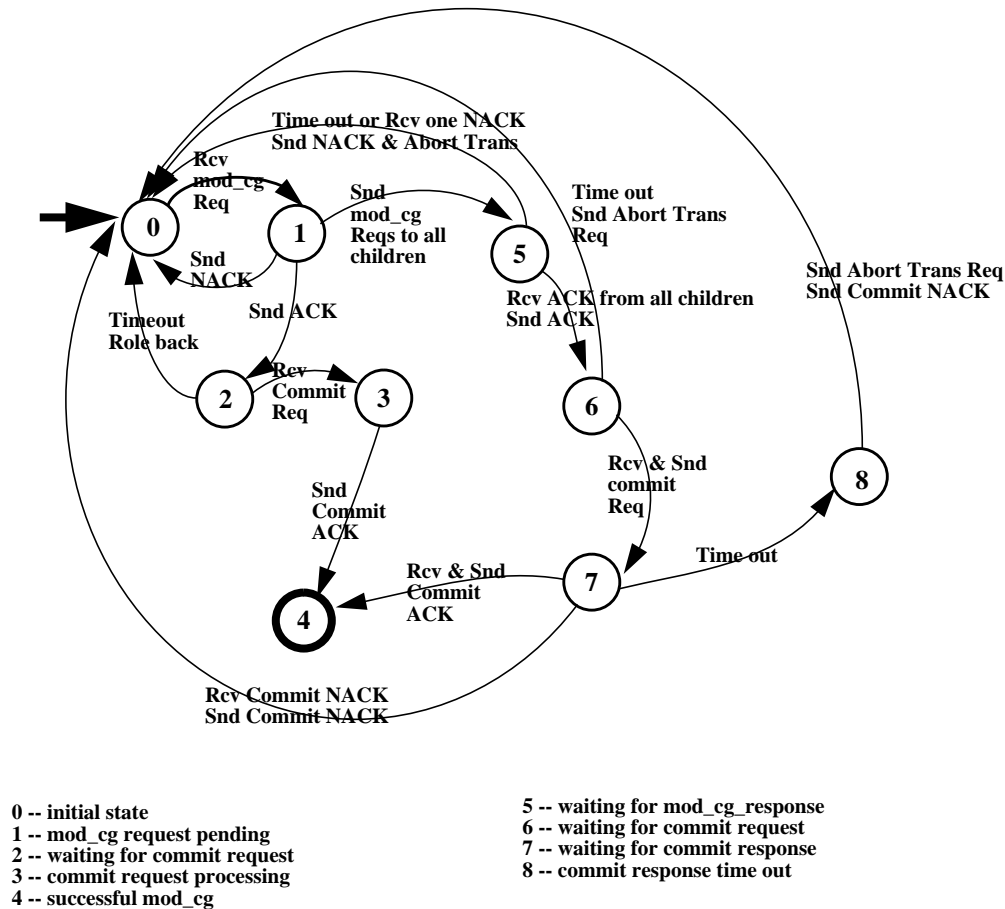 Time out or Rcv one NACK
Snd NACK & Abort Trans
Rcv
mod_cg
Req
Snd
mod_cg
Reqs to all
children
Time out
Snd Abort Trans
Req
0
1
5
Snd
NACK
Snd Abort Trans Req
Snd Commit NACK
Rcv ACK from all children
Snd ACK
Snd ACK
Timeout
Role back
Rcv
Commit
Req
2
3
6
Rcv & Snd
commit
Req
8
Snd
Commit
ACK
Time out
Rcv & Snd
Commit
ACK
7
4
Rcv Commit NACK
Snd Commit NACK
0 -- initial state
1 -- mod_cg request pending
2 -- waiting for commit request
3 -- commit request processing
4 -- successful mod_cg
5 -- waiting for mod_cg_response
6 -- waiting for commit request
7 -- waiting for commit response
8 -- commit response time out